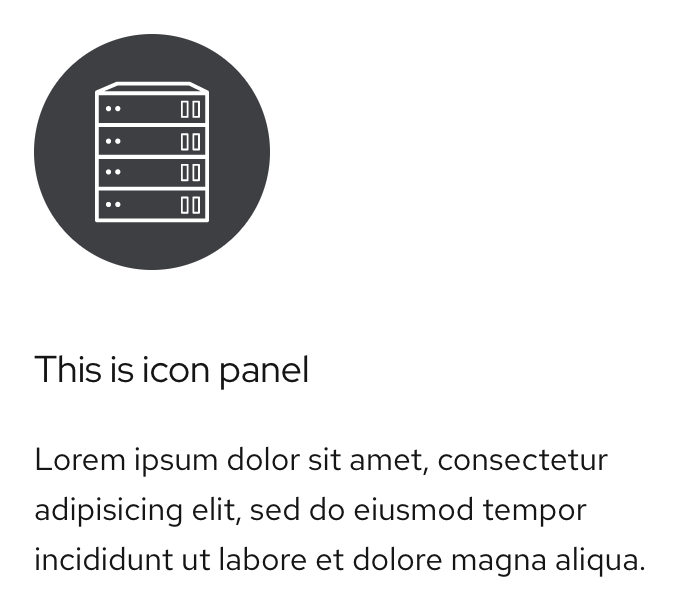 This is icon panel
Lorem ipsum dolor sit amet, consectetur
adipisicing elit, sed do eiusmod tempor
incididunt ut labore et dolore magna aliqua.